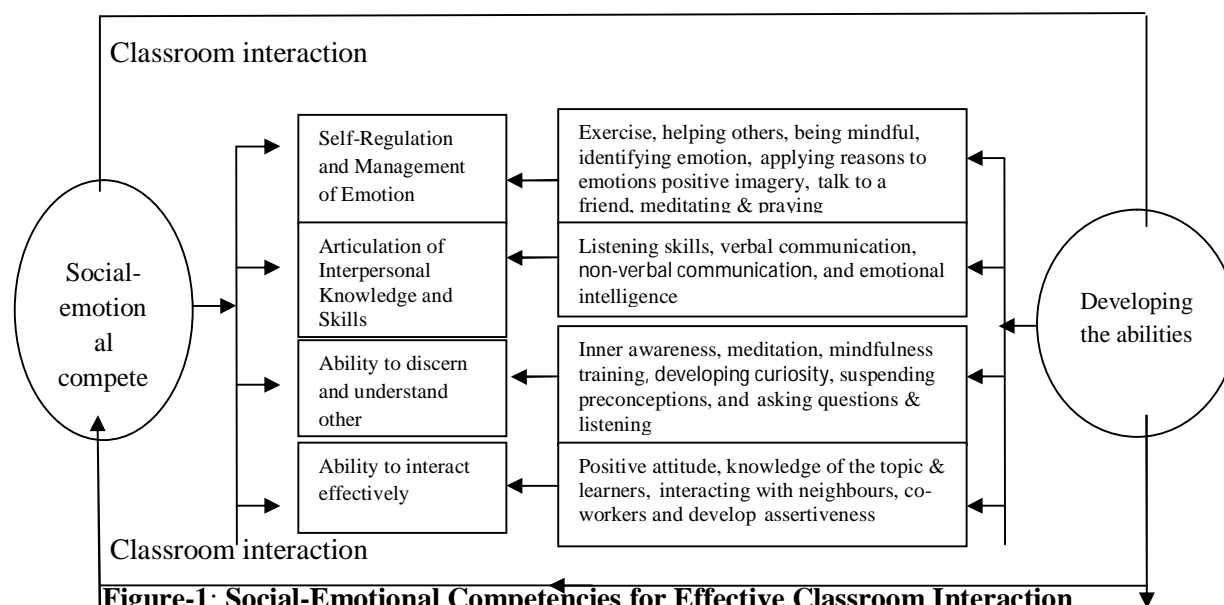 Classroom interaction
Social-
emotion
al
compete
Self-Regulation
and Management
of Emotion
Exercise, helping others, being mindful,
identifying emotion, applying reasons to
emotions positive imagery, talk to a
friend, meditating & praying
Articulation of
Interpersonal
Knowledge and
Skills
Listening skills, verbal communication,
non-verbal communication, and emotional
intelligence
Ability to discern
and understand
other
Inner awareness, meditation, mindfulness
training, developing curiosity, suspending
preconceptions, and asking questions &
listening
Ability to interact
effectively
Positive attitude, knowledge of the topic &
learners, interacting with neighbours, co-
workers and develop assertiveness
Developing
the abilities
Classroom interaction
Figure-1: Social-Emotional Competencies for Effective Classroom Interaction